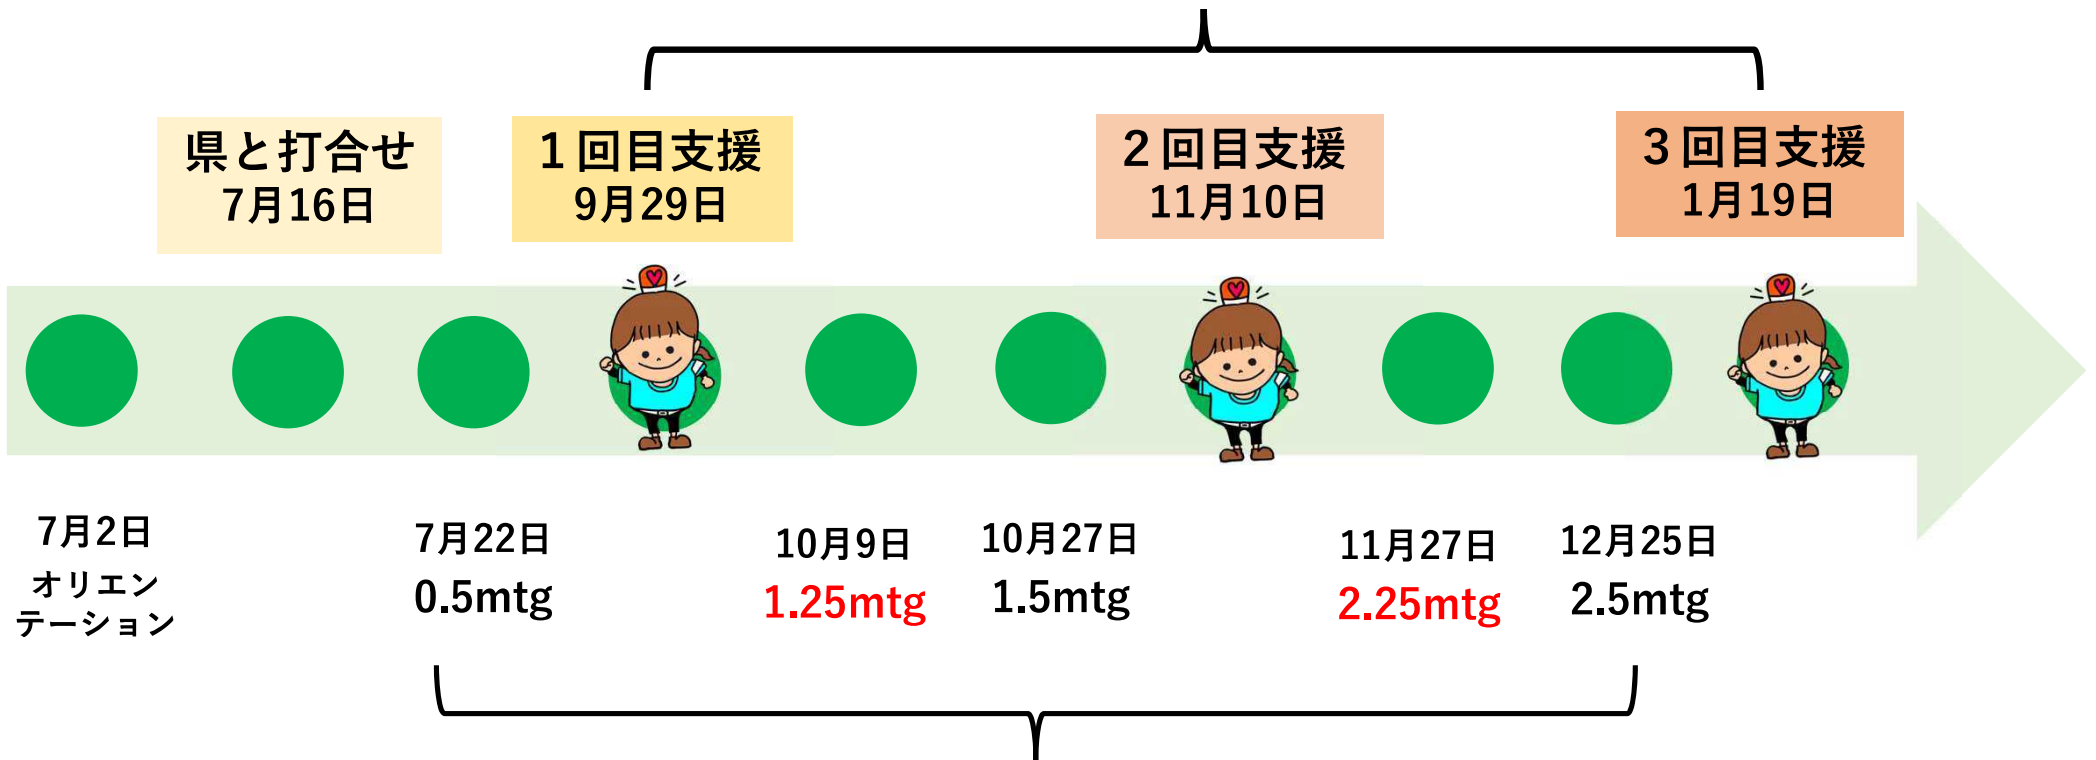 県と打合せ
7月16日
1回目支援
9月29日
2回目支援
11月10日
3回目支援
1月19日
7月2日
オリエン
テーション
7月22日
0.5mtg
10月9日
1.25mtg
10月27日
1.5mtg
11月27日
2.25mtg
12月25日
2.5mtg